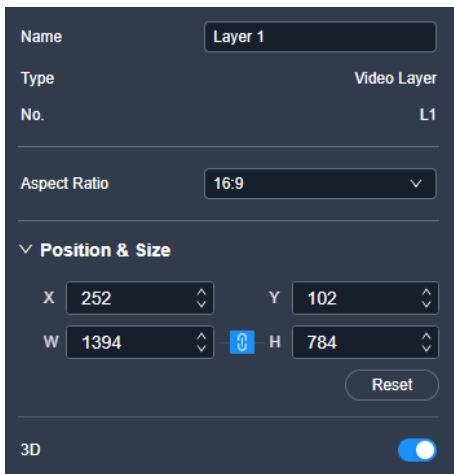 Name Layer 1
Type Video Layer
No. L1
Aspect Ratio 16:9
Position & Size
X 252 Y 102
W 1394 H 784
Reset
3D